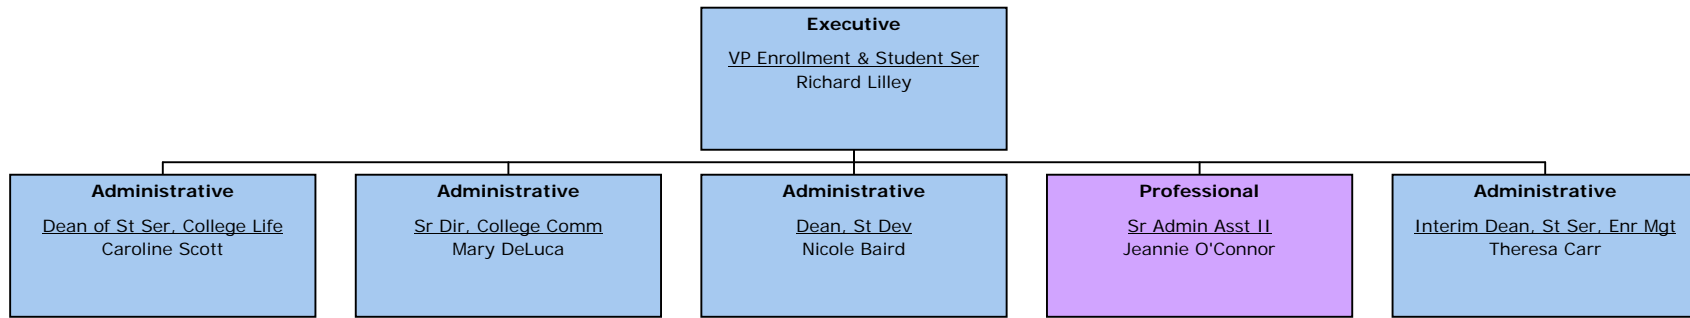 Executive
VP Enrollment & Student Ser
Richard Lilley
Administrative
Dean of St Ser, College Life
Caroline Scott
Administrative
Sr Dir, College Comm
Mary DeLuca
Administrative
Dean, St Dev
Nicole Baird
Professional
Sr Admin Asst II
Jeannie O'Connor
Administrative
Interim Dean, St Ser, Enr Mgt
Theresa Carr